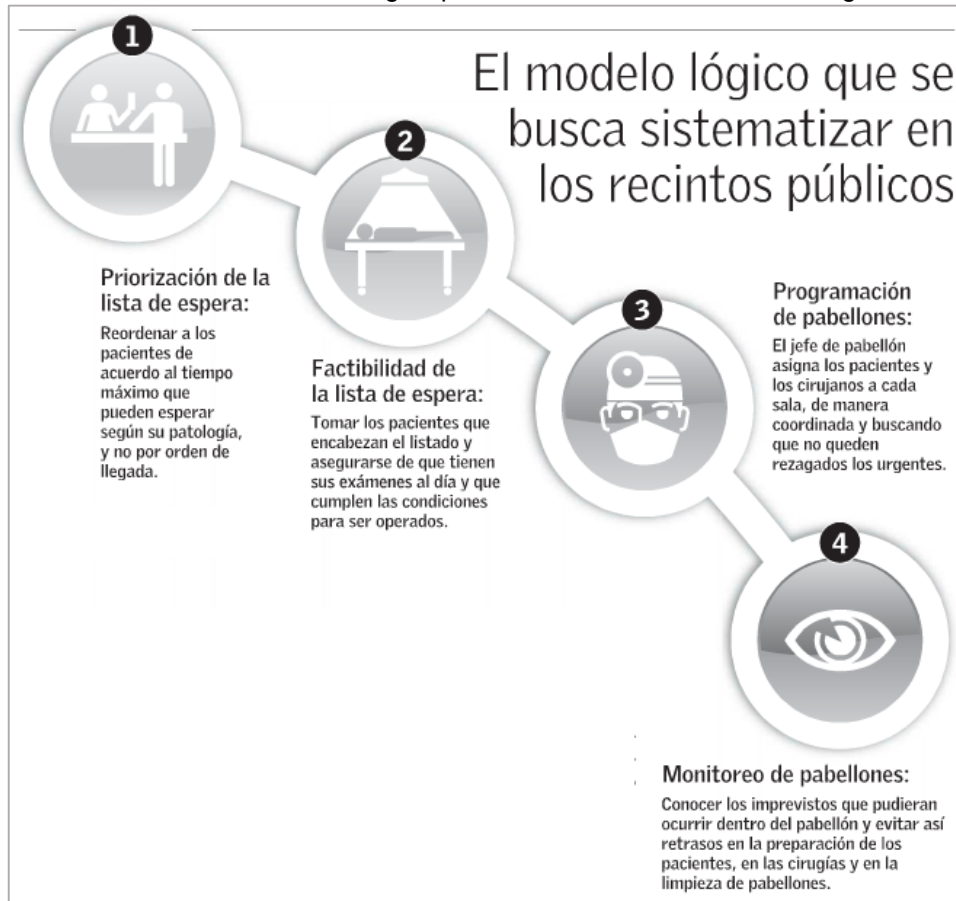 1
El modelo lógico que se
busca sistematizar en
los recintos públicos
Priorización de la
lista de espera:
Reordenar a los
pacientes de
acuerdo al tiempo
máximo que
pueden esperar
según su patología,
y no por orden de
llegada.
2
Factibilidad de
la lista de espera:
Tomar los pacientes que
encabezan el listado y
asegurarse de que tienen
sus exámenes al día y que
cumplen las condiciones
para ser operados.
3
Programación
de pabellones:
El jefe de pabellón
asigna los pacientes y
los cirujanos a cada
sala, de manera
coordinada y buscando
que no queden
rezagados los urgentes.
4
Monitoreo de pabellones:
Conocer los imprevistos que pudieran
ocurrir dentro del pabellón y evitar así
retrasos en la preparación de los
pacientes, en las cirugías y en la
limpieza de pabellones.